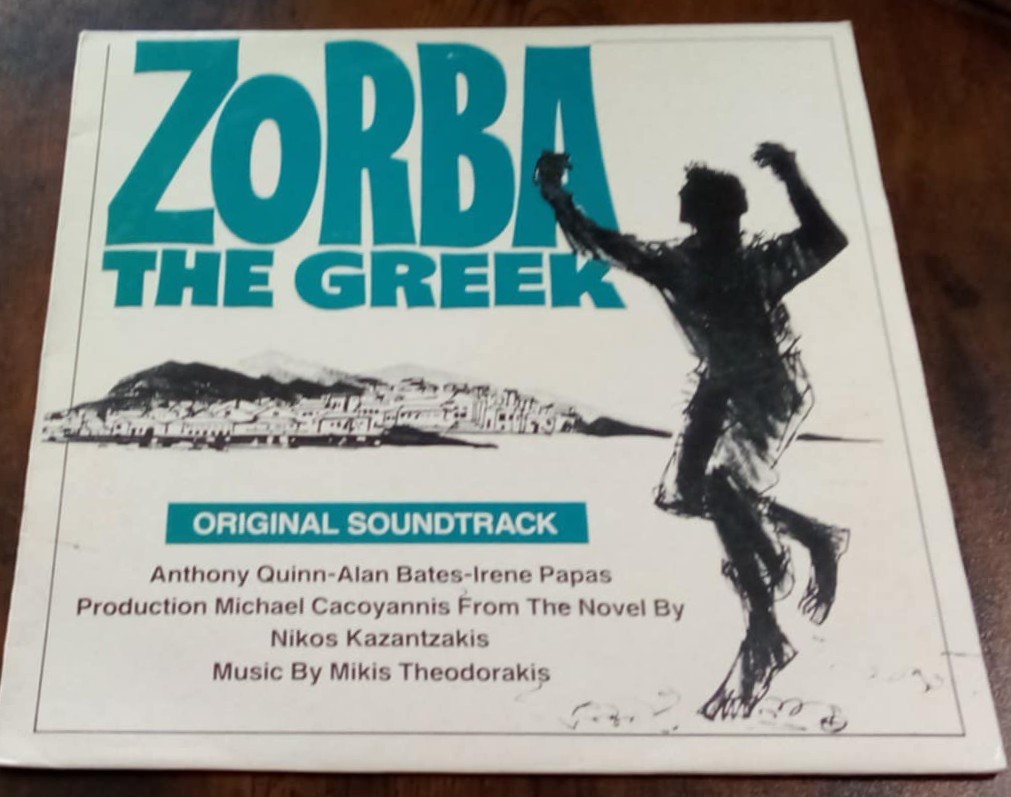 ZORBA
THE GREEK
ORIGINAL SOUNDTRACK
Anthony Quinn-Alan Bates-Irene Papas
Production Michael Cacoyannis From The Novel By
Nikos Kazantzakis
Music By Mikis Theodorakis